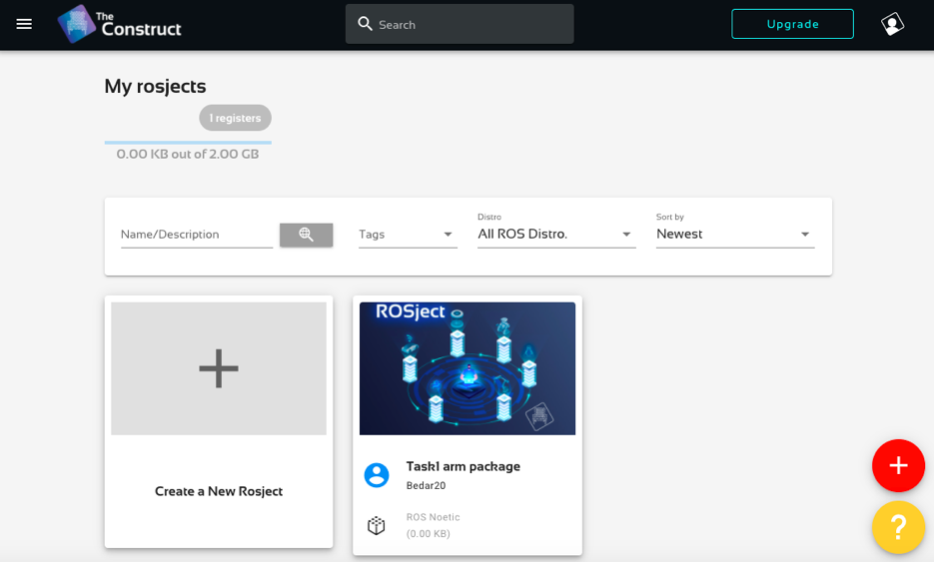 The
Construct
Search
Upgrade
My rosjects
1 registers
0.00 KB out of 2.00 GB
Name/Description
Tags
Distro
All ROS Distro.
Sort by
Newest
ROSject
Create a New Rosject
Task1 arm package
Bedar20
ROS Noetic
(0.00 KB)
?